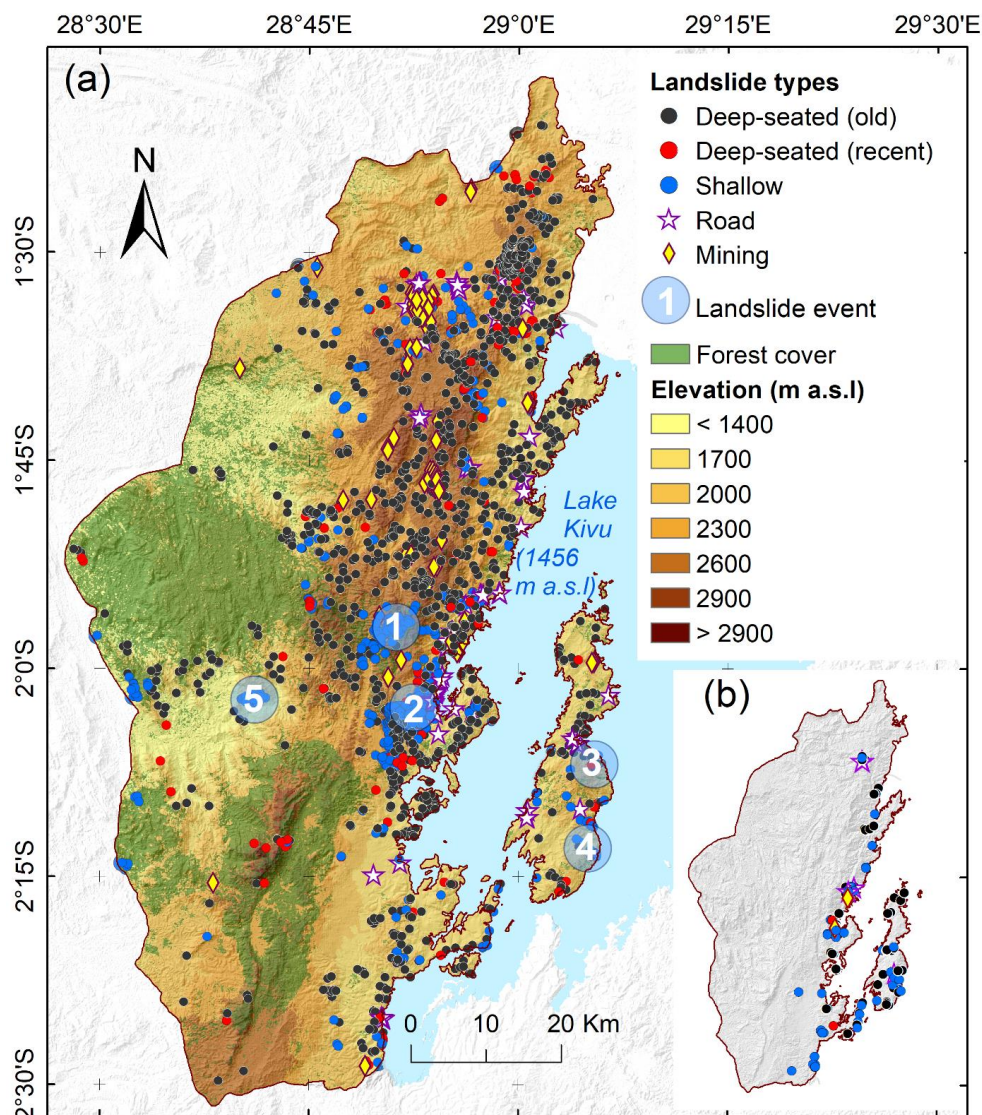 28°30'E 28°45'E 29°0'E 29°15'E 29°30'E
(a)
N
Landslide types
Deep-seated (old)
Deep-seated (recent)
Shallow
Road
Mining
1 Landslide event
Forest cover
Elevation (m a.s.l)
< 1400
1700
2000
2300
2600
2900
> 2900
1°30'S
1°45'S
2°0'S
2°15'S
2°30'S
Lake
Kivu
(1456
m a.s.l)
1
2
5
3
4
(b)
0 10 20 Km